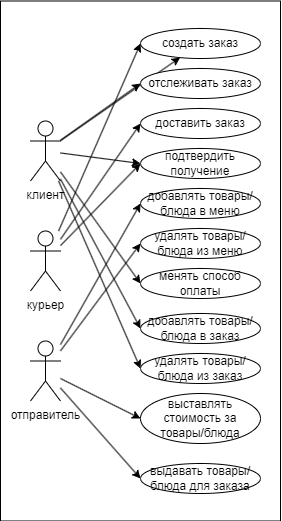 создать заказ
отслеживать заказ
доставить заказ
подтвердить
получение
клиент
добавлять товары/
блюда в меню
удалять товары/
блюда из меню
менять способ
оплаты
курьер
добавлять товары/
блюда в заказ
удалять товары/
блюда из заказ
отправитель
выставлять
стоимость за
товары/блюда
выдавать товары/
блюда для заказа